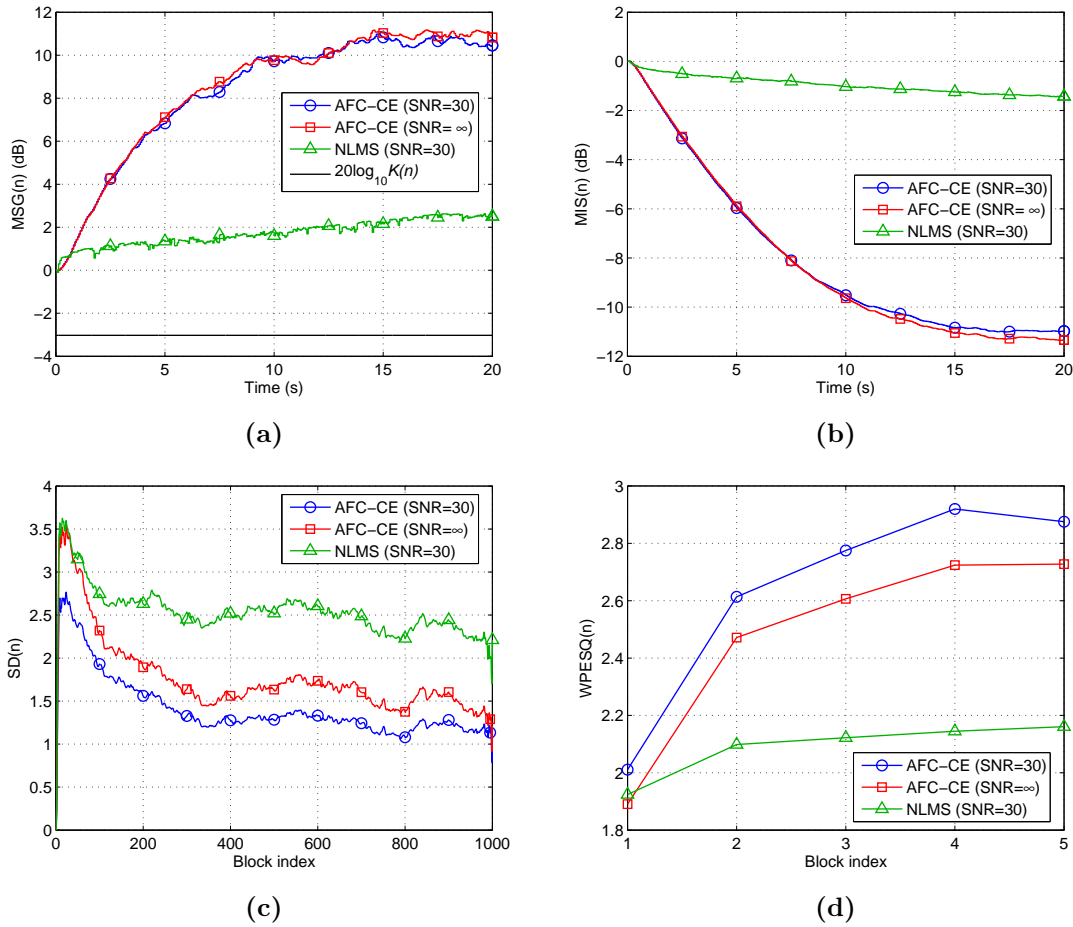 12
10
8
6
4
2
0
−2
−4
MSG(n) (dB)
0 5 10 15 20
Time (s)
AFC−CE (SNR=30)
AFC−CE (SNR= ∞)
NLMS (SNR=30)
20log10 K(n)
(a)
2
0
−2
−4
−6
−8
−10
−12
MIS(n) (dB)
0 5 10 15 20
Time (s)
AFC−CE (SNR=30)
AFC−CE (SNR= ∞)
NLMS (SNR=30)
(b)
4
3.5
3
2.5
2
1.5
1
0.5
0
SD(n)
0 200 400 600 800 1000
Block index
AFC−CE (SNR=30)
AFC−CE (SNR=∞)
NLMS (SNR=30)
(c)
3
2.8
2.6
2.4
2.2
2
1.8
WPESQ(n)
1 2 3 4 5
Block index
AFC−CE (SNR=30)
AFC−CE (SNR=∞)
NLMS (SNR=30)
(d)